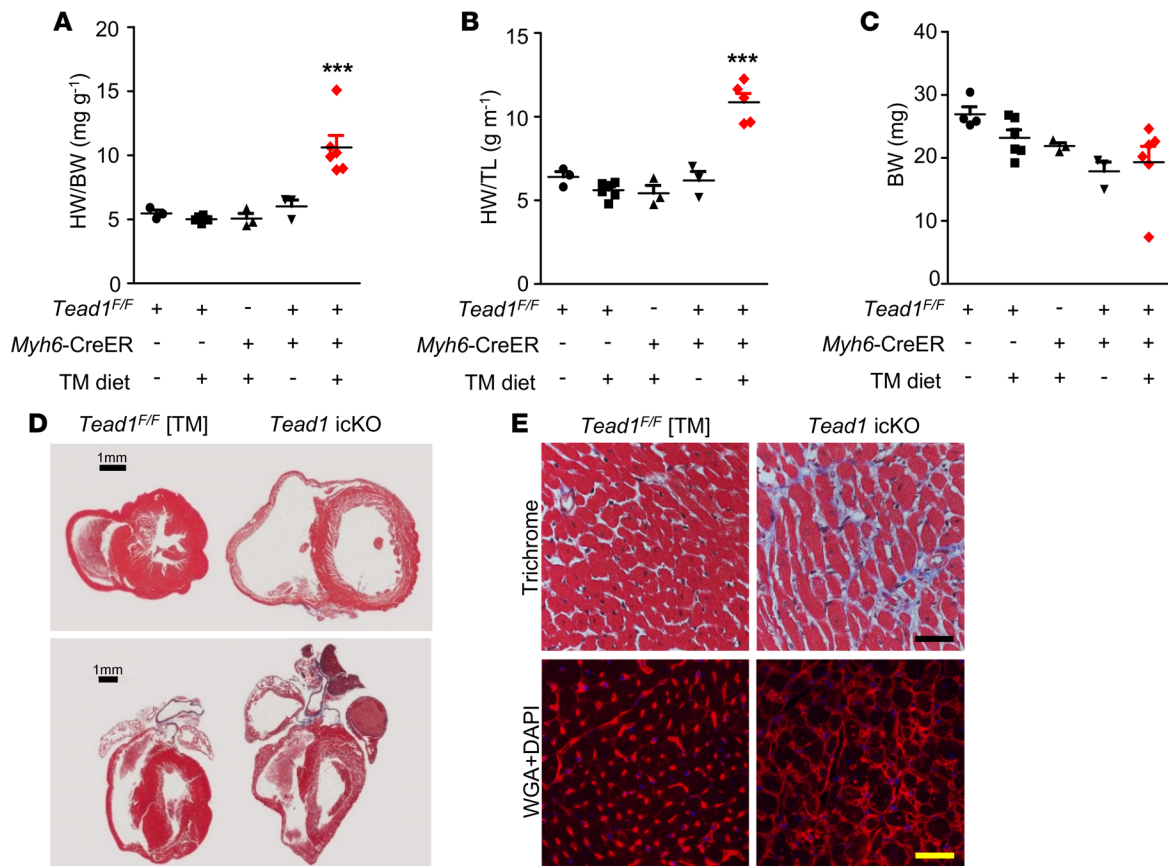 A
HW/BW (mg g⁻¹)
20
15
10
5
0
***
Tead1F/F + + - + +
Myh6-CreER - - + + +
TM diet - + + - +
B
HW/TL (g m⁻¹)
15
10
5
0
***
Tead1F/F + + - + +
Myh6-CreER - - + + +
TM diet - + + - +
C
BW (mg)
40
30
20
10
0
Tead1F/F + + - + +
Myh6-CreER - - + + +
TM diet - + + - +
D
Tead1F/F [TM] Tead1 icKO
1mm
1mm
E
Tead1F/F [TM] Tead1 icKO
Trichrome
WGA+DAPI